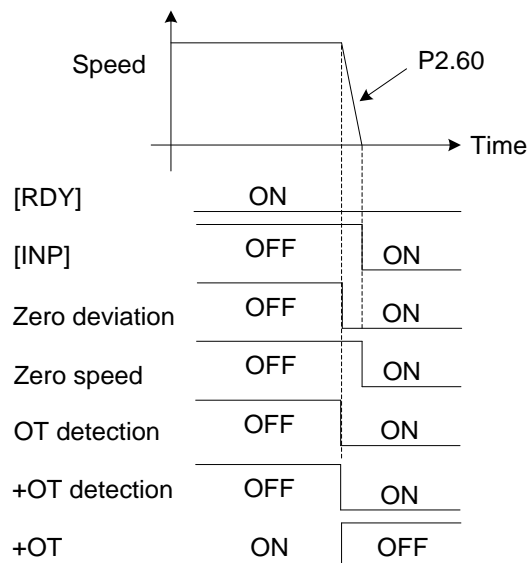 Speed
P2.60
Time
[RDY] ON
[INP] OFF ON
Zero deviation OFF ON
Zero speed OFF ON
OT detection OFF ON
+OT detection OFF ON
+OT ON OFF